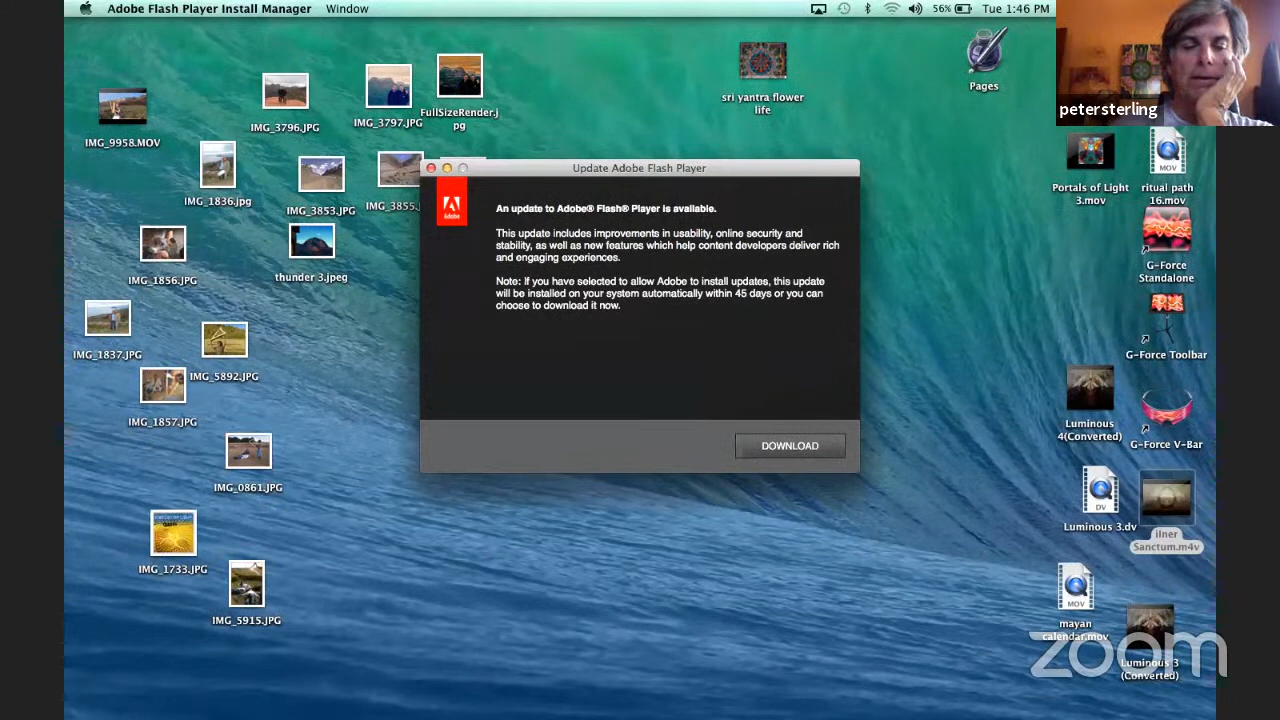 Adobe Flash Player Install Manager Window
56% Tue 1:46 PM
petersterling
IMG_9958.MOV
IMG_3796.JPG
IMG_3797.JPG
FullSizeRender.j
pg
sri yantra flower
life
Pages
IMG_1836.jpg
IMG_3853.JPG
IMG_3855.
Portals of Light
3.mov
MOV
ritual path
16.mov
IMG_1856.JPG
thunder 3.jpeg
G-Force
Standalone
IMG_1837.JPG
IMG_5892.JPG
G-Force Toolbar
IMG_1857.JPG
Luminous
4(Converted)
G-Force V-Bar
IMG_0861.JPG
DV
Luminous 3.dv
ilner
Sanctum.m4v
IMG_1733.JPG
IMG_5915.JPG
MOV
mayan
calendar.mov
Luminous 3
(Converted)
Update Adobe Flash Player
Adobe
An update to Adobe® Flash® Player is available.
This update includes improvements in usability, online security and
stability, as well as new features which help content developers deliver rich
and engaging experiences.
Note: If you have selected to allow Adobe to install updates, this update
will be installed on your system automatically within 45 days or you can
choose to download it now.
DOWNLOAD
zoom